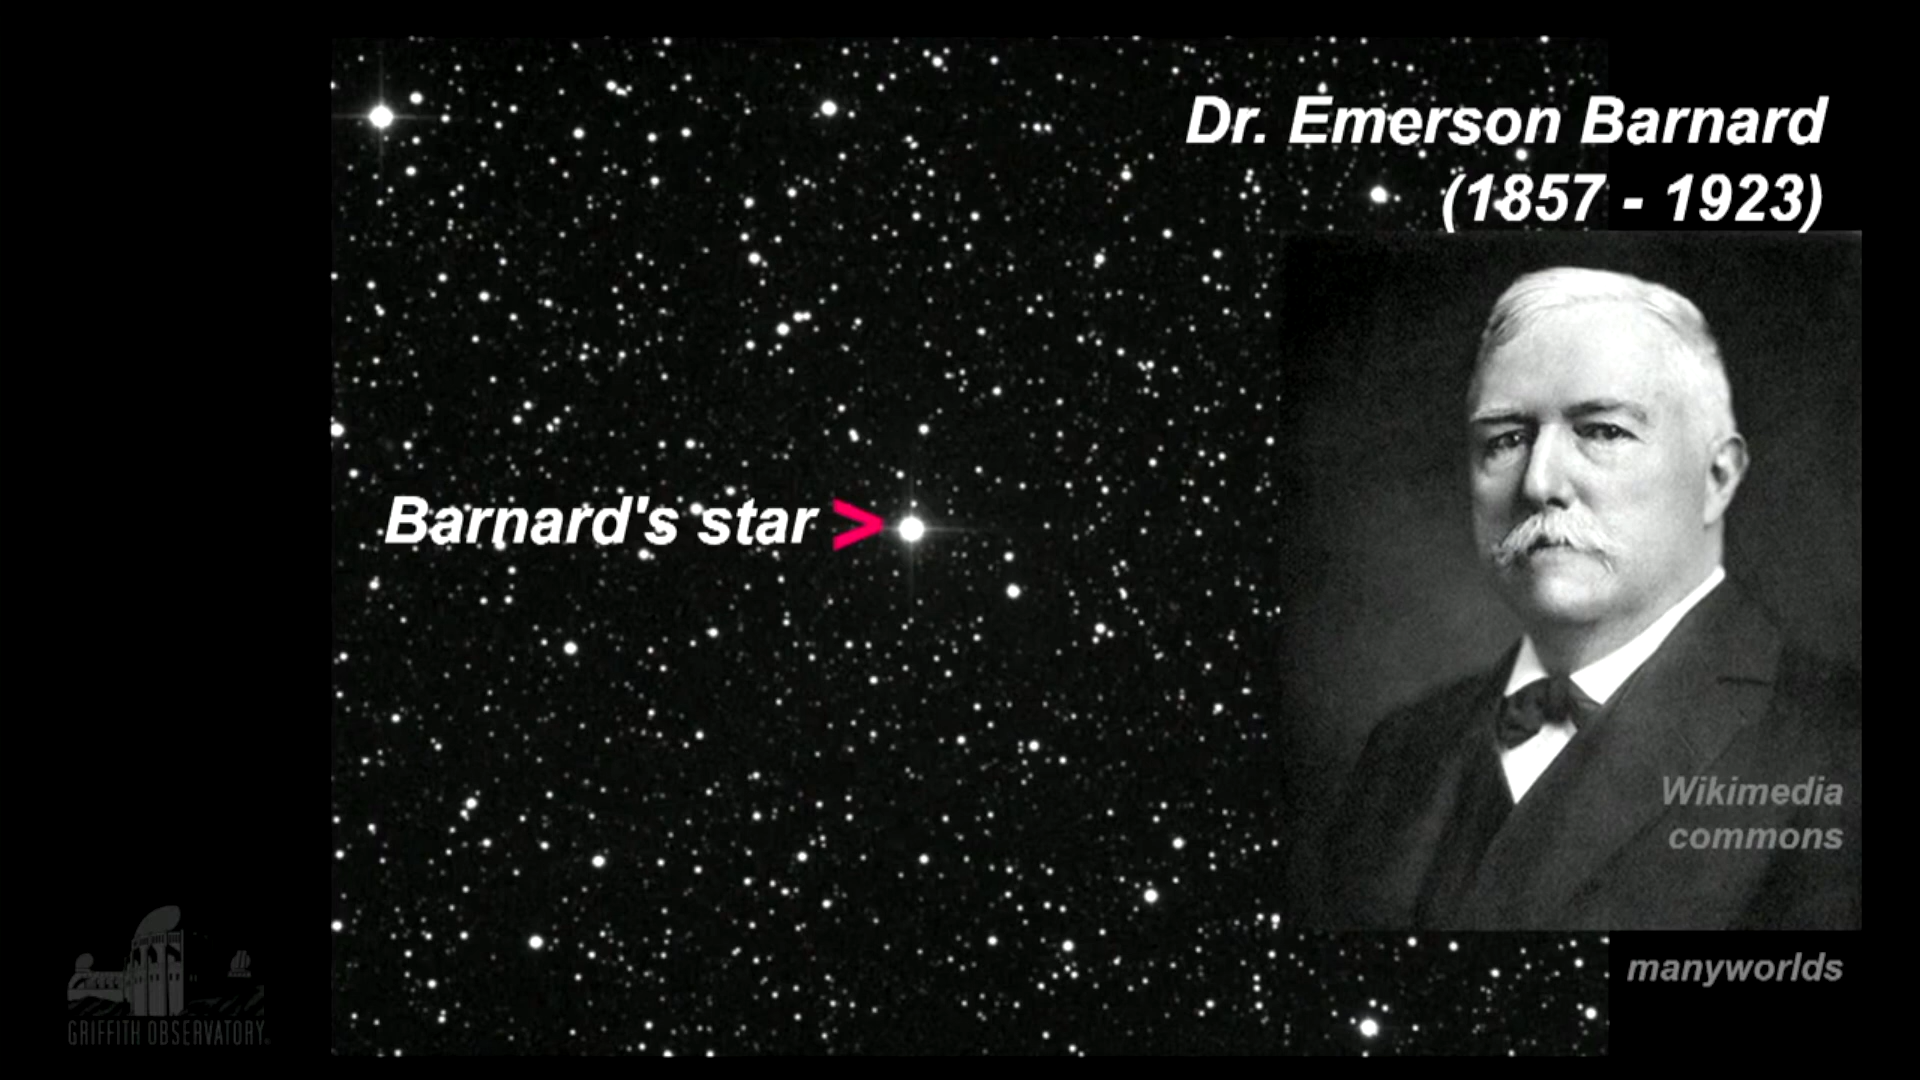 Dr. Emerson Barnard
(1857 - 1923)
Barnard's star >
Wikimedia
commons
manyworlds
GRIFFITH OBSERVATORY